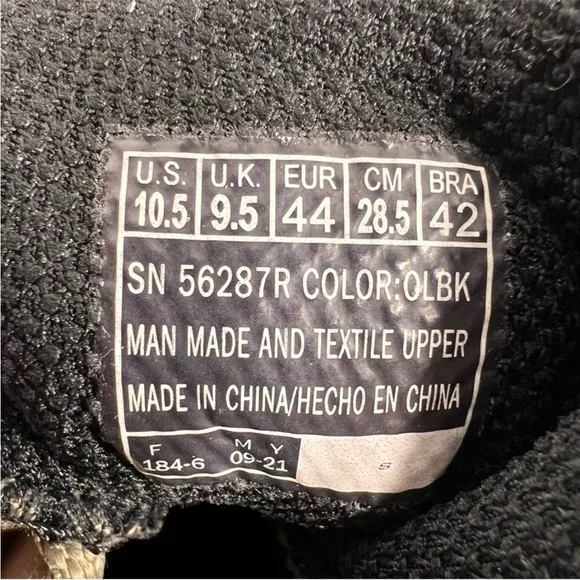 U.S. U.K. EUR CM BRA
10.5 9.5 44 28.5 42
SN 56287R COLOR:OLBK
MAN MADE AND TEXTILE UPPER
MADE IN CHINA/HECHO EN CHINA
F M Y
184-6 09-21 S